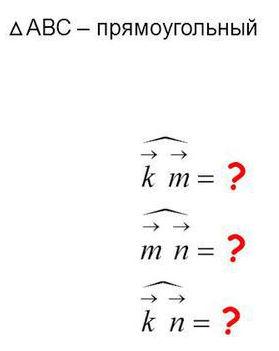 △ABC – прямоугольный
k⃗ m⃗ = ?
m⃗ n⃗ = ?
k⃗ n⃗ = ?